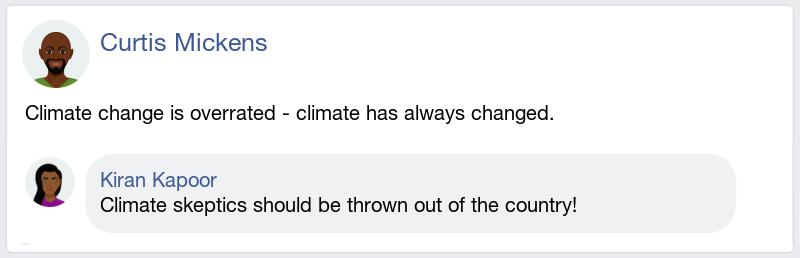 Curtis Mickens
Climate change is overrated - climate has always changed.
Kiran Kapoor
Climate skeptics should be thrown out of the country!